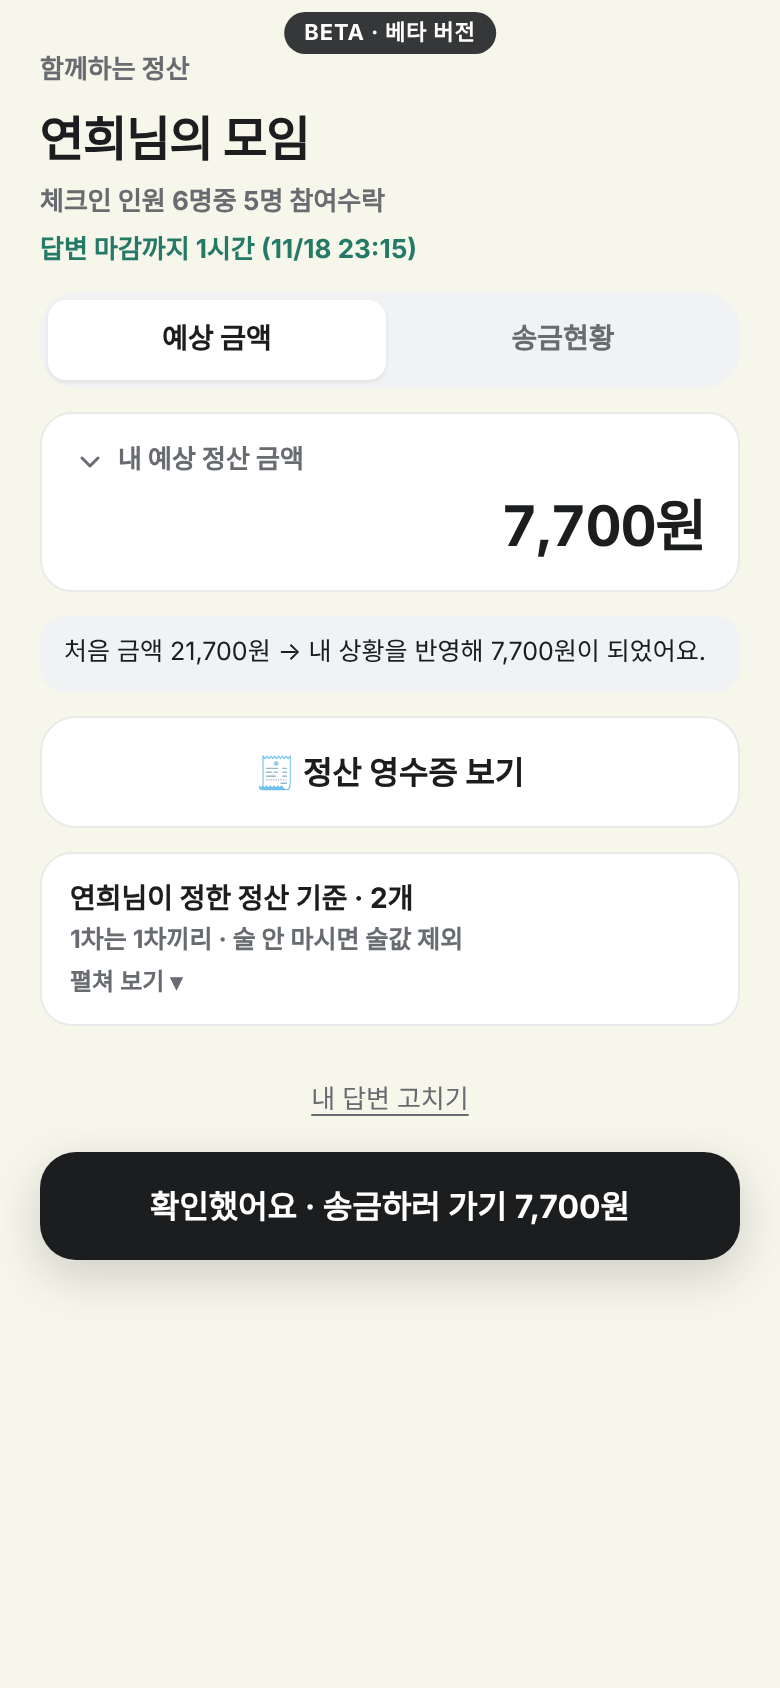 BETA · 베타 버전
함께하는 정산
연희님의 모임
체크인 인원 6명중 5명 참여수락
답변 마감까지 1시간 (11/18 23:15)
예상 금액
송금현황
내 예상 정산 금액
7,700원
처음 금액 21,700원 → 내 상황을 반영해 7,700원이 되었어요.
정산 영수증 보기
연희님이 정한 정산 기준 · 2개
1차는 1차끼리 · 술 안 마시면 술값 제외
펼쳐 보기 ▾
내 답변 고치기
확인했어요 · 송금하러 가기 7,700원